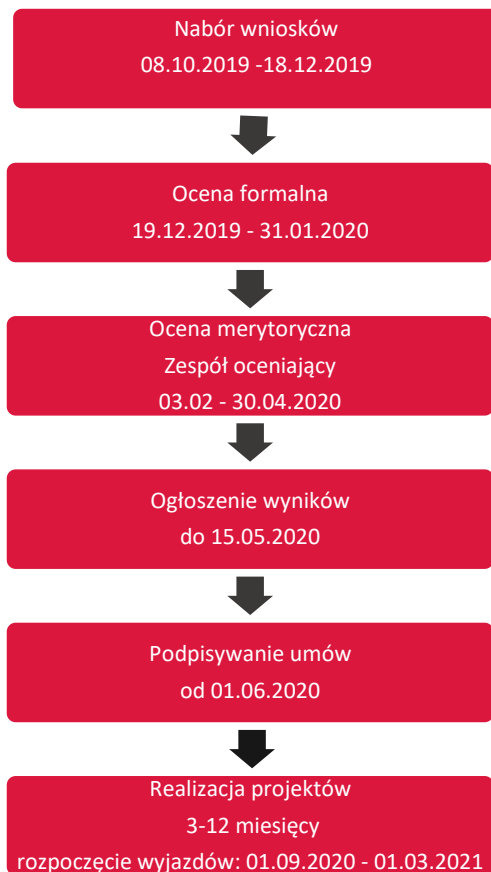 Nabór wniosków
08.10.2019 -18.12.2019
Ocena formalna
19.12.2019 - 31.01.2020
Ocena merytoryczna
Zespół oceniający
03.02 - 30.04.2020
Ogłoszenie wyników
do 15.05.2020
Podpisywanie umów
od 01.06.2020
Realizacja projektów
3-12 miesięcy
rozpoczęcie wyjazdów: 01.09.2020 - 01.03.2021